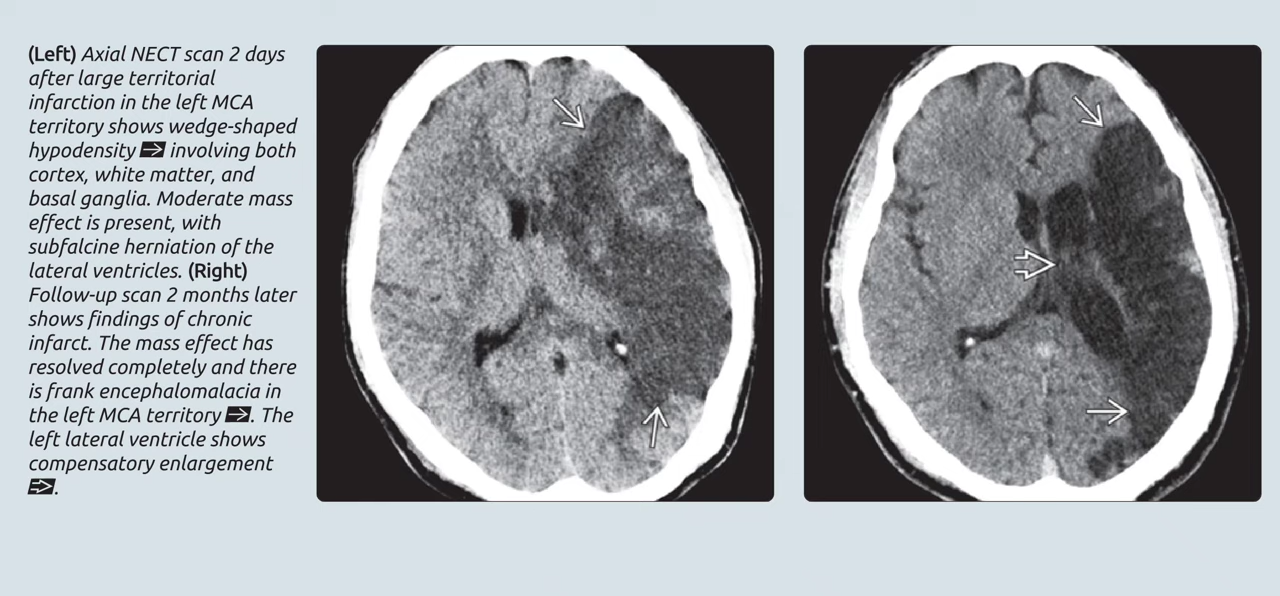 (Left) Axial NECT scan 2 days
after large territorial
infarction in the left MCA
territory shows wedge-shaped
hypodensity ➡ involving both
cortex, white matter, and
basal ganglia. Moderate mass
effect is present, with
subfalcine herniation of the
lateral ventricles. (Right)
Follow-up scan 2 months later
shows findings of chronic
infarct. The mass effect has
resolved completely and there
is frank encephalomalacia in
the left MCA territory ➡. The
left lateral ventricle shows
compensatory enlargement
⇨.